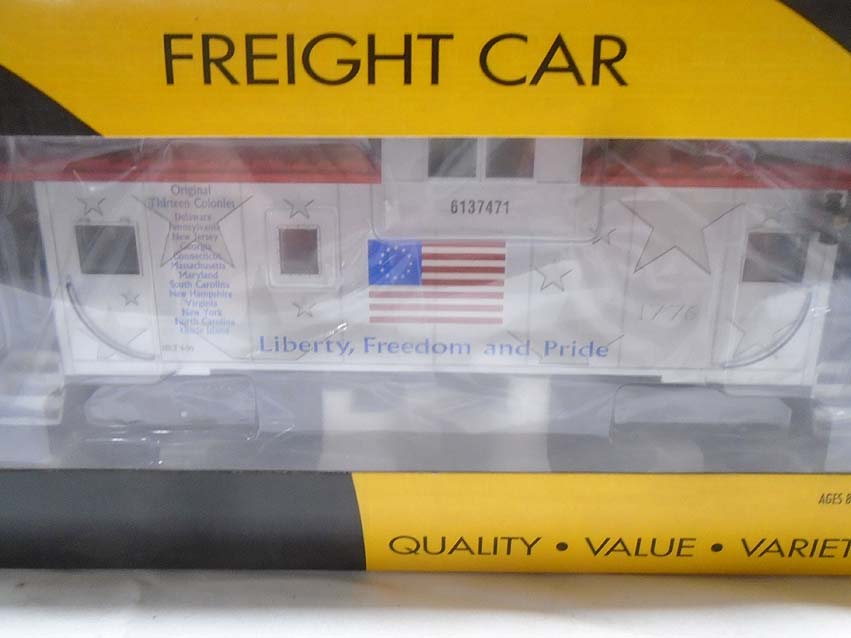 FREIGHT CAR
6137471
Original
Thirteen Colonies
Delaware
Pennsylvania
New Jersey
Georgia
Connecticut
Massachusetts
Maryland
South Carolina
New Hampshire
Virginia
New York
North Carolina
Rhode Island
1776
Liberty, Freedom and Pride
AGES 8
QUALITY • VALUE • VARIET